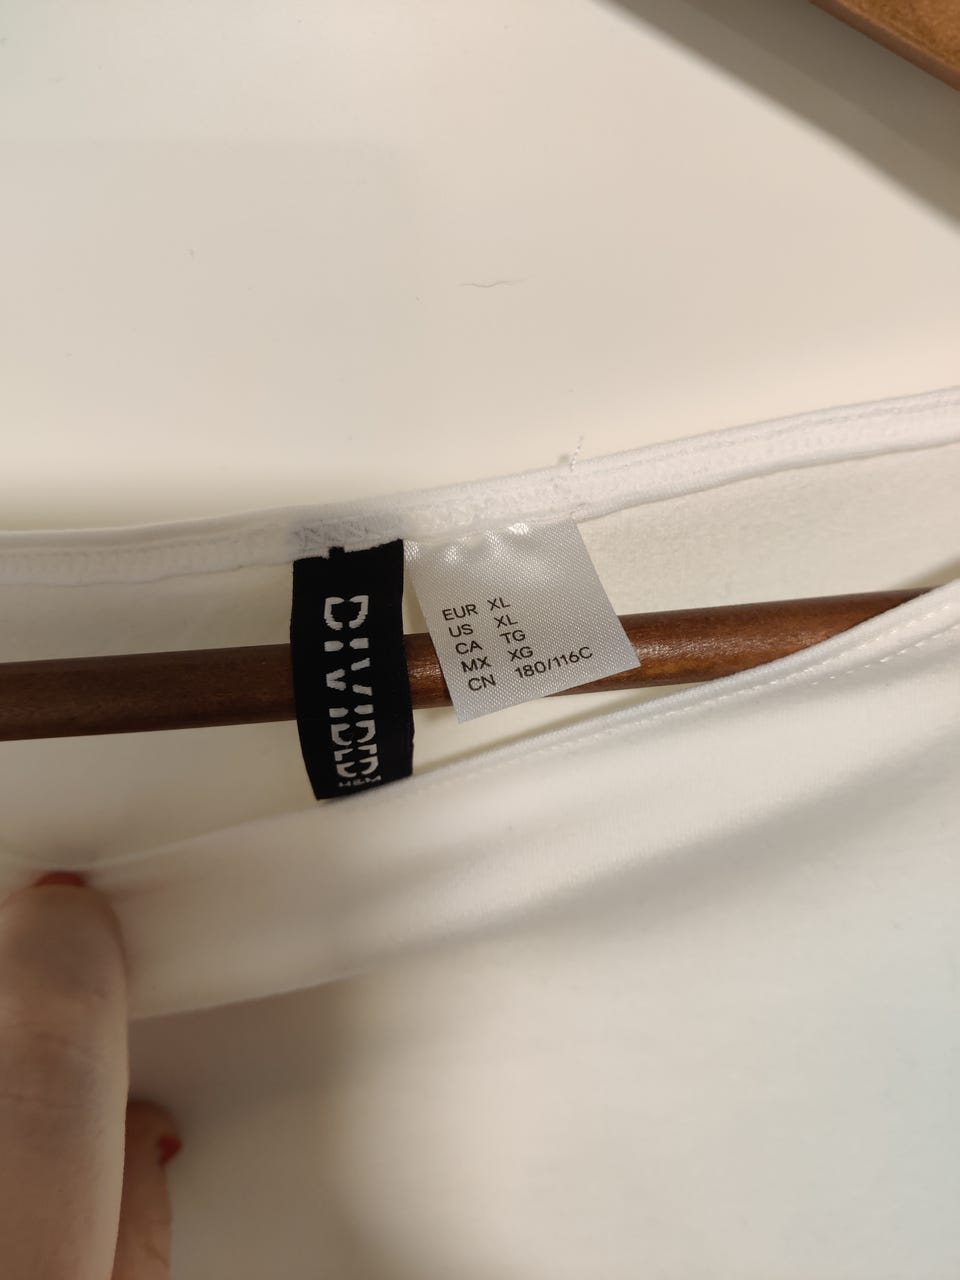 DIVIDED
H&M
EUR XL
US XL
CA TG
MX XG
CN 180/116C